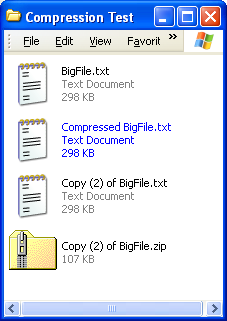 Compression Test
File Edit View Favorit »
BigFile.txt
Text Document
298 KB
Compressed BigFile.txt
Text Document
298 KB
Copy (2) of BigFile.txt
Text Document
298 KB
Copy (2) of BigFile.zip
107 KB